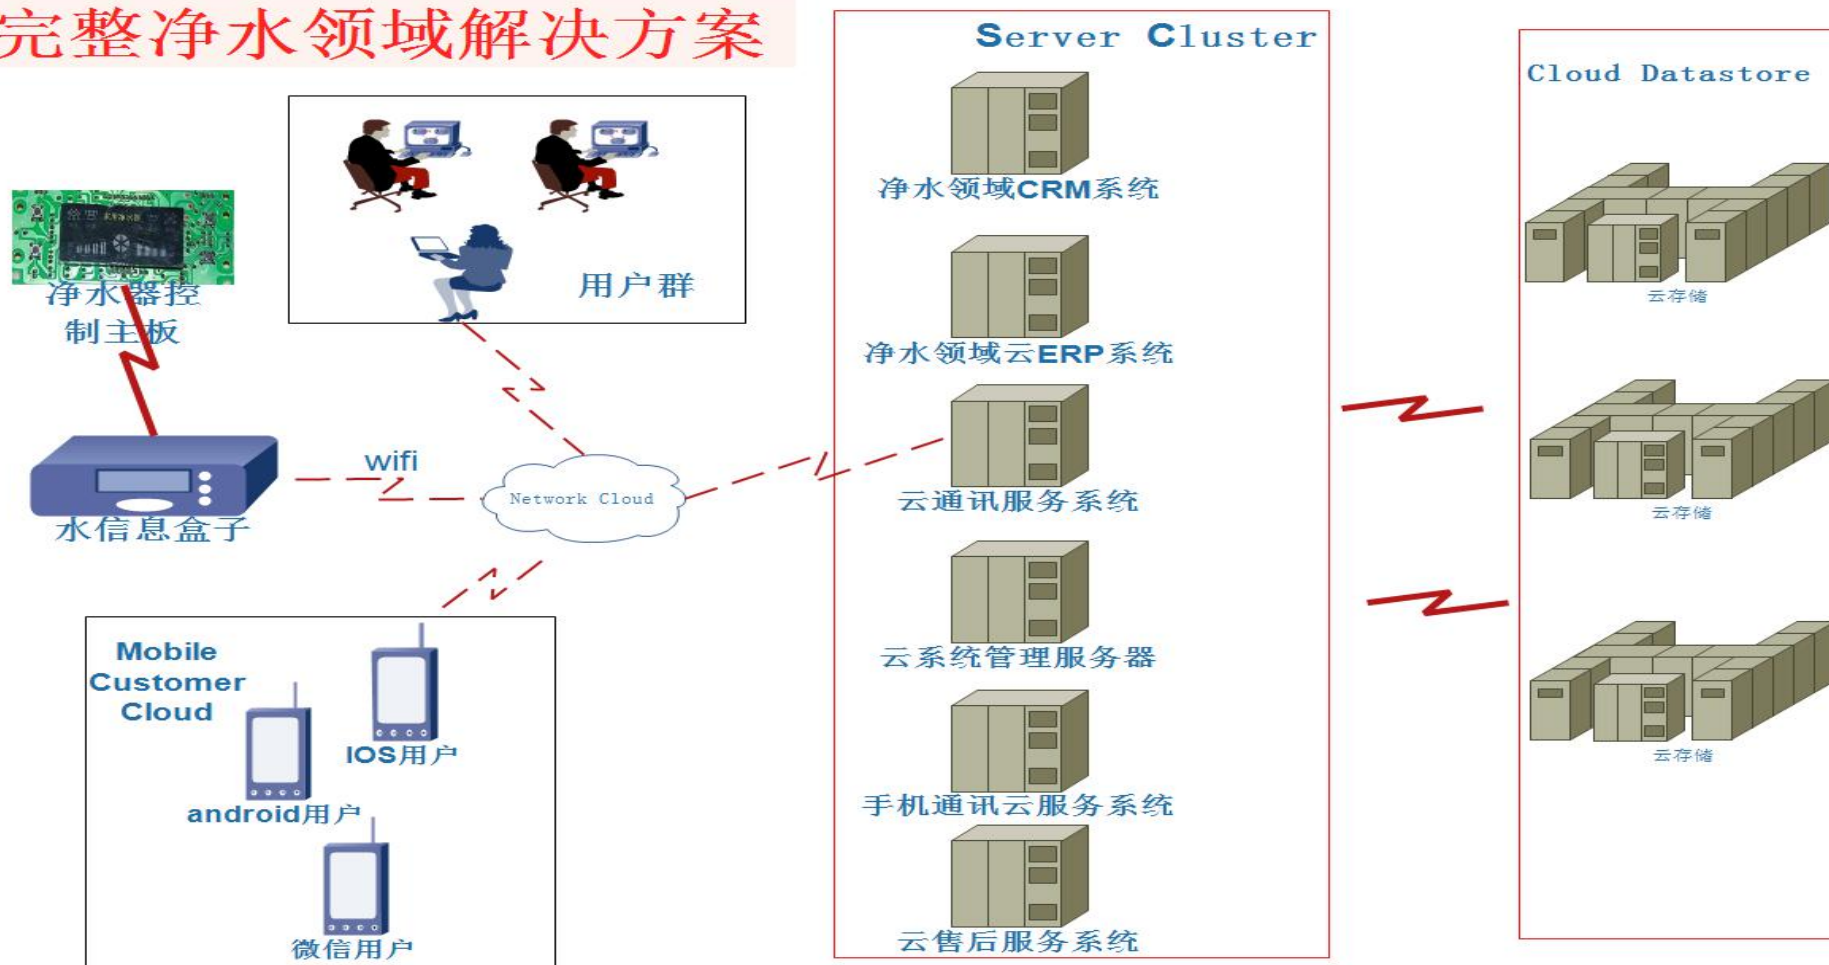 完整净水领域解决方案
用户群
净水器控
制主板
wifi
水信息盒子
Network Cloud
Mobile
Customer
Cloud
IOS用户
android用户
微信用户
Server Cluster
净水领域CRM系统
净水领域云ERP系统
云通讯服务系统
云系统管理服务器
手机通讯云服务系统
云售后服务系统
Cloud Datastore
云存储
云存储
云存储